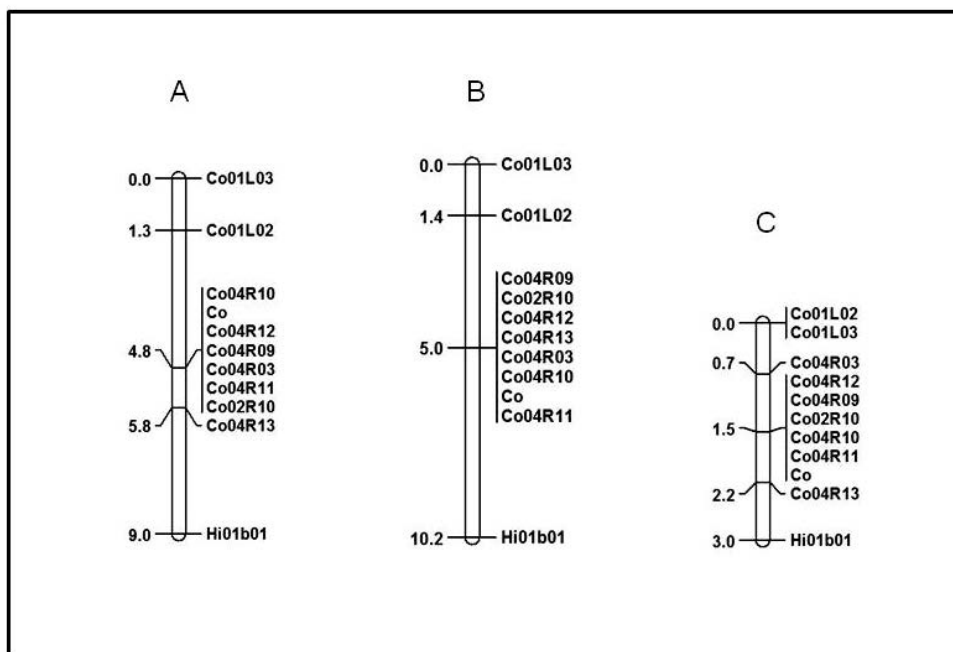 A
0.0 Co01L03
1.3 Co01L02
Co04R10
Co
Co04R12
4.8 Co04R09
Co04R03
Co04R11
Co02R10
5.8 Co04R13
9.0 Hi01b01
B
0.0 Co01L03
1.4 Co01L02
Co04R09
Co02R10
Co04R12
5.0 Co04R13
Co04R03
Co04R10
Co
Co04R11
10.2 Hi01b01
C
Co01L02
0.0 Co01L03
0.7 Co04R03
Co04R12
Co04R09
Co02R10
1.5 Co04R10
Co04R11
Co
2.2 Co04R13
3.0 Hi01b01